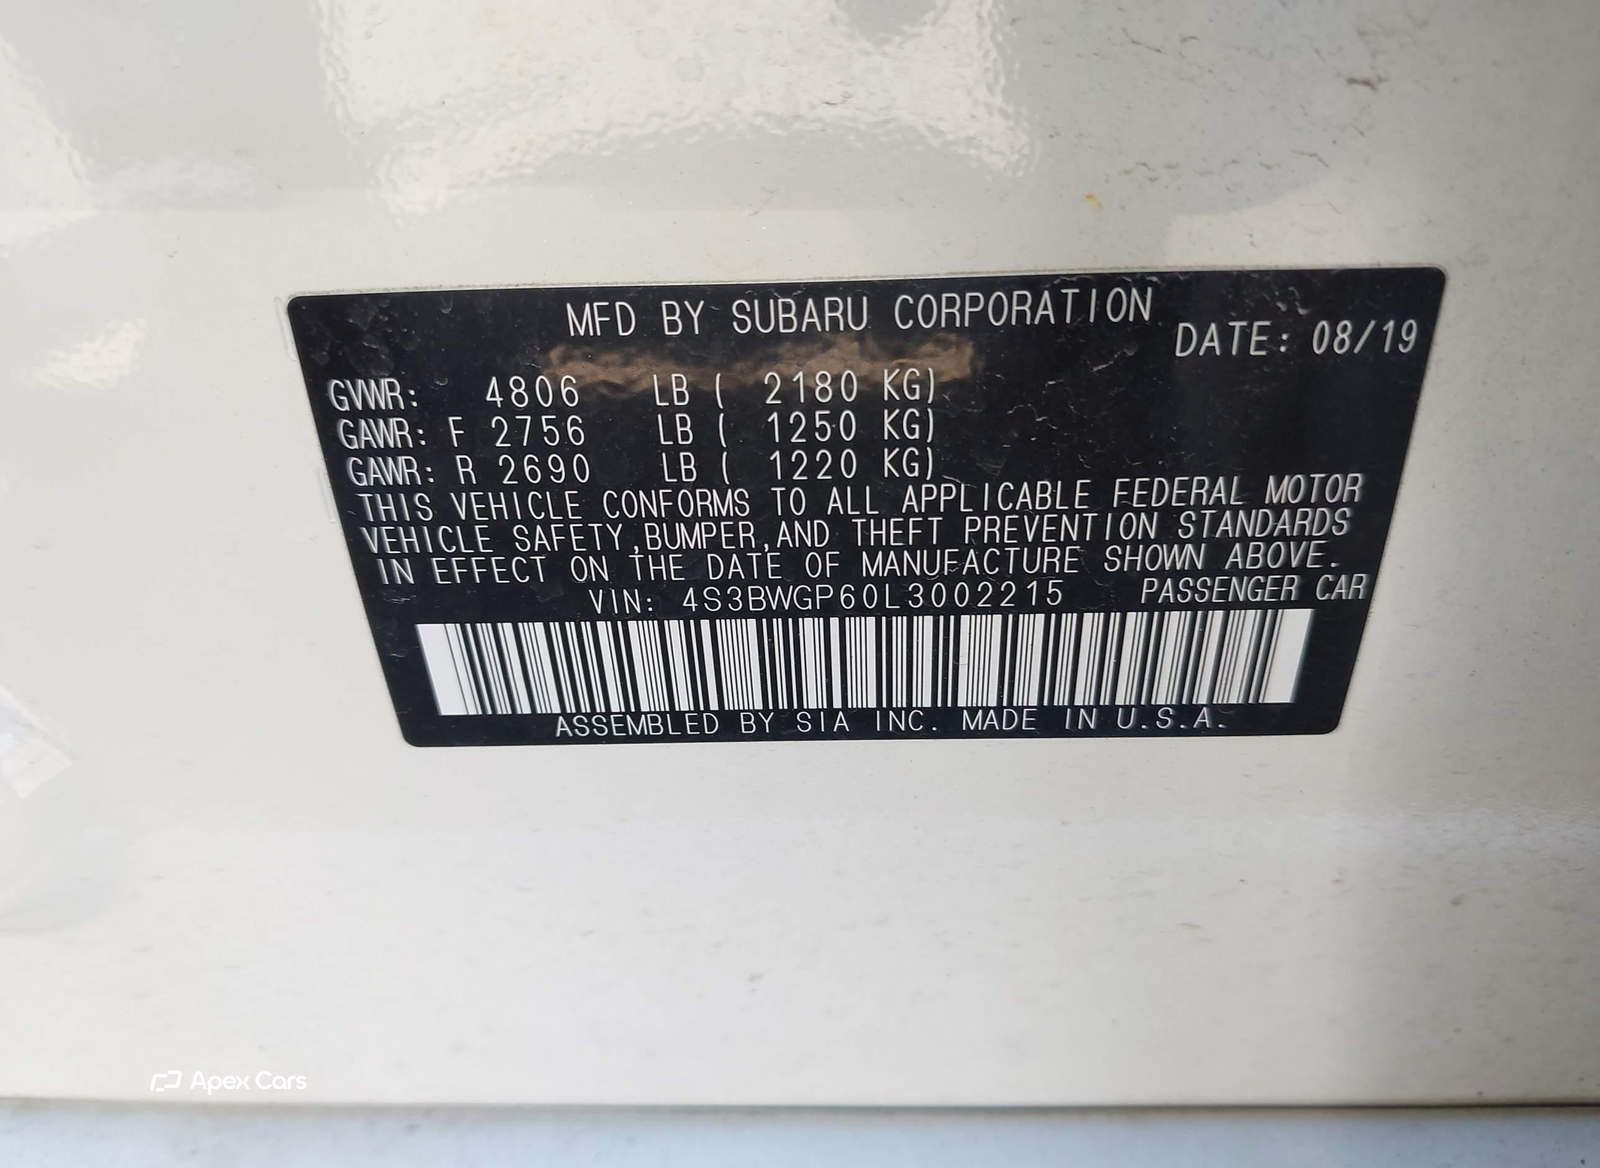 MFD BY SUBARU CORPORATION
DATE: 08/19
GVWR: 4806 LB ( 2180 KG)
GAWR: F 2756 LB ( 1250 KG)
GAWR: R 2690 LB ( 1220 KG)
THIS VEHICLE CONFORMS TO ALL APPLICABLE FEDERAL MOTOR
VEHICLE SAFETY,BUMPER,AND THEFT PREVENTION STANDARDS
IN EFFECT ON THE DATE OF MANUFACTURE SHOWN ABOVE.
VIN: 4S3BWGP60L3002215 PASSENGER CAR
ASSEMBLED BY SIA INC. MADE IN U.S.A.
Apex Cars